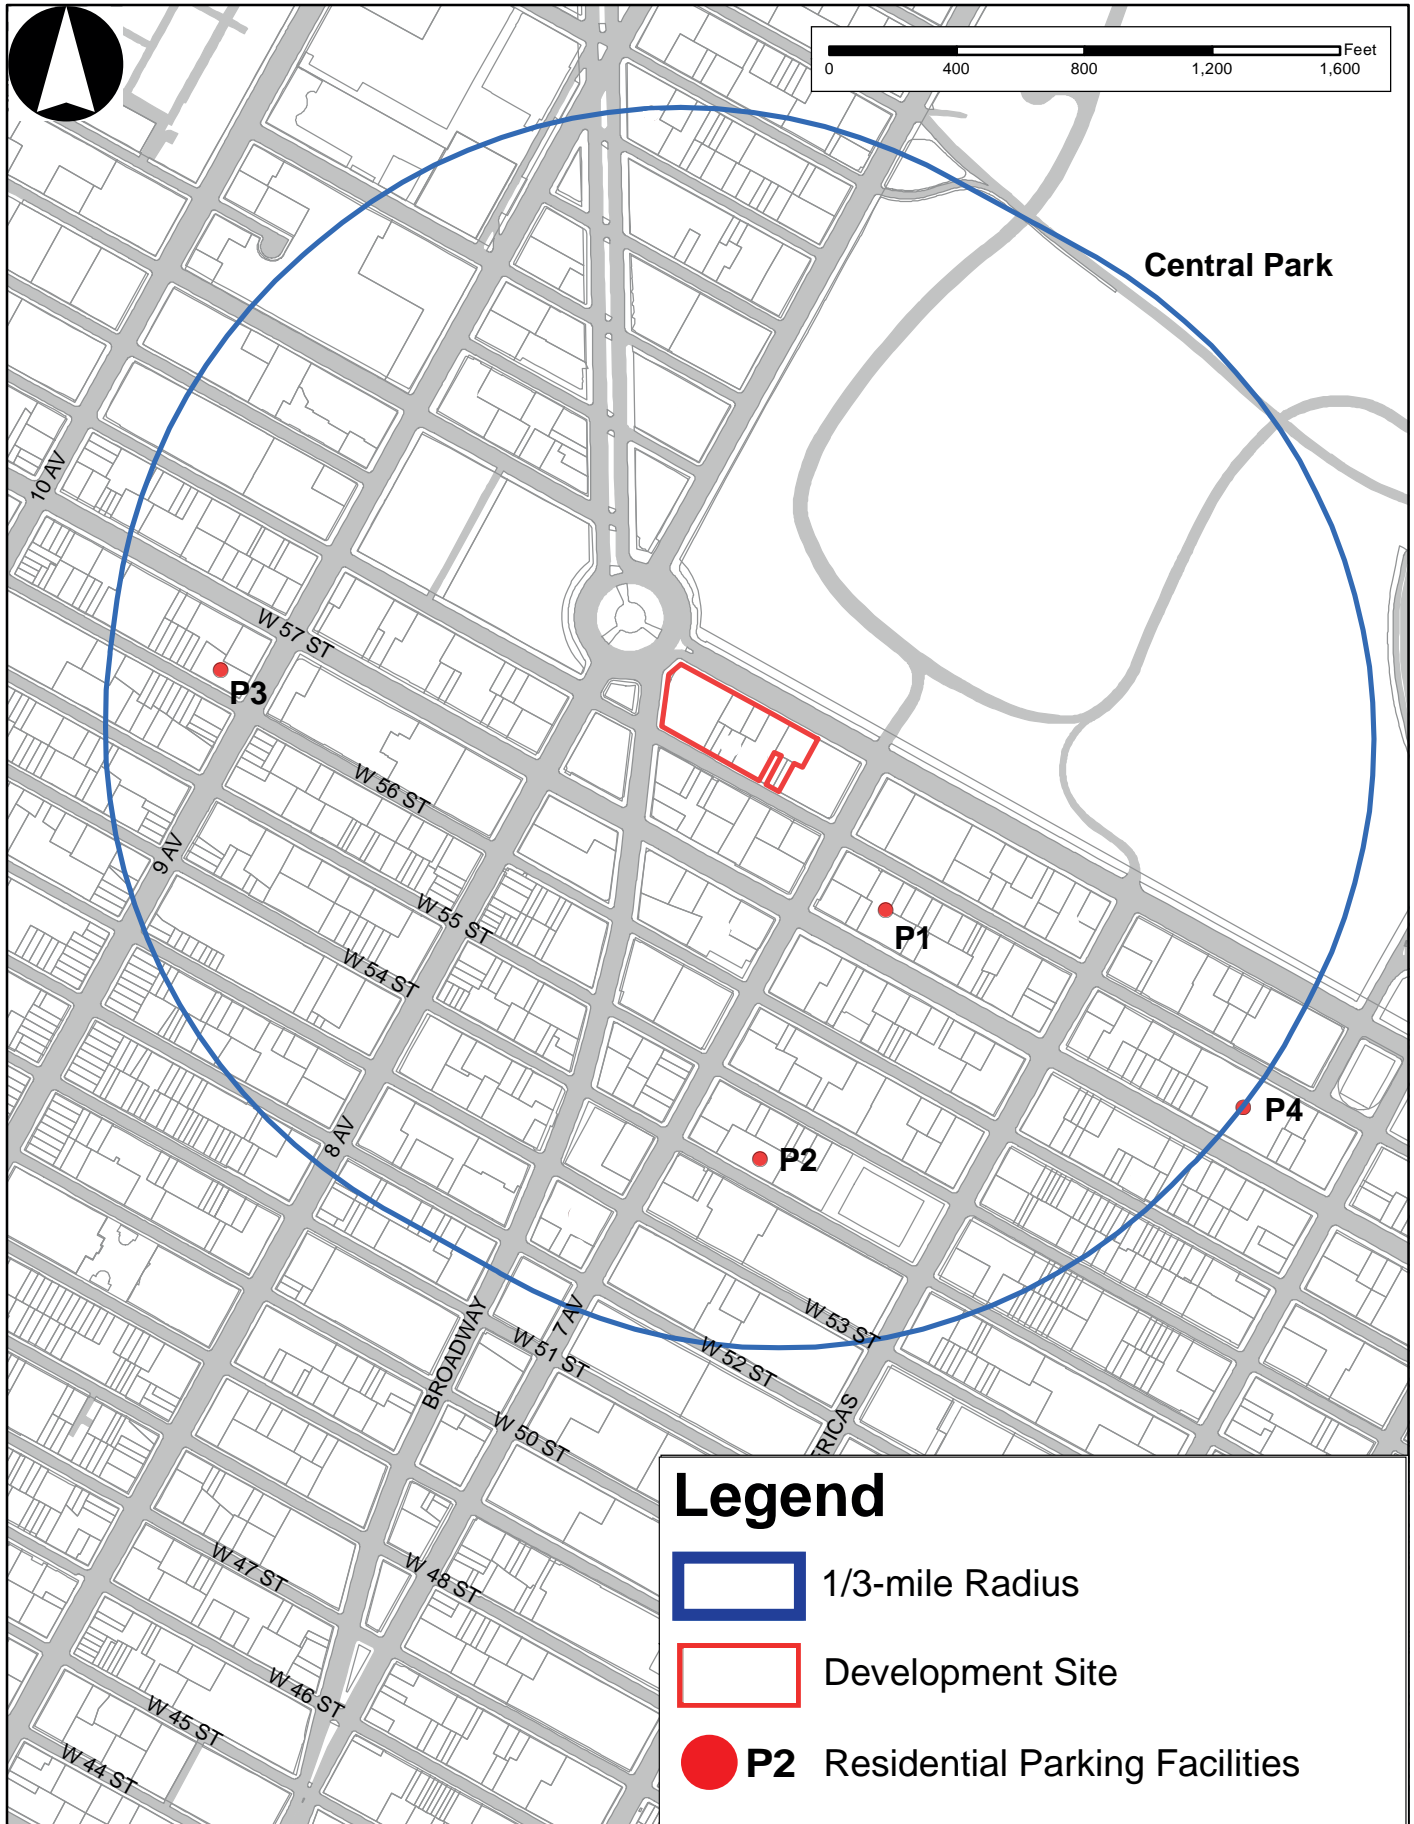 Feet
0 400 800 1,200 1,600
Central Park
10 AV
W 57 ST
P3
W 56 ST
9 AV
W 55 ST
P1
W 54 ST
P4
8 AV
P2
BROADWAY
7 AV
W 53 ST
W 51 ST
W 52 ST
ERICAS
W 50 ST
W 47 ST
W 48 ST
W 46 ST
W 45 ST
W 44 ST
Legend
1/3-mile Radius
Development Site
P2 Residential Parking Facilities